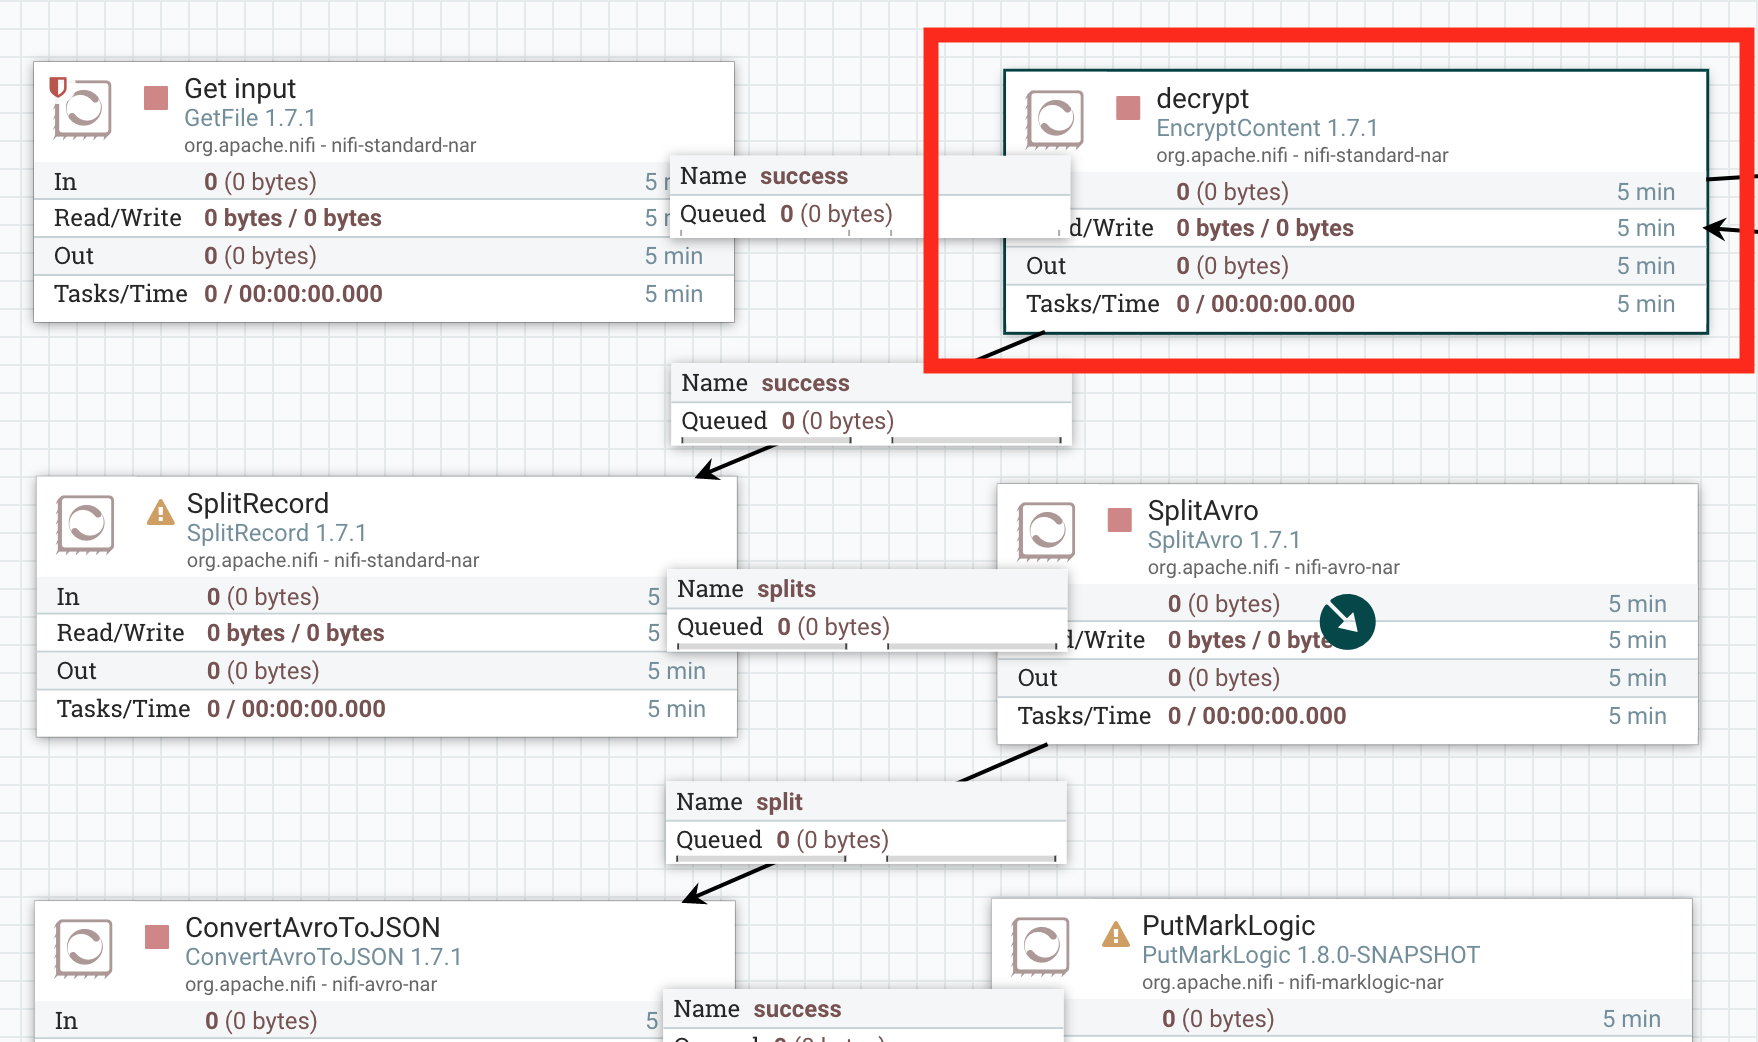 Get input
GetFile 1.7.1
org.apache.nifi - nifi-standard-nar
In 0 (0 bytes) 5
Read/Write 0 bytes / 0 bytes 5
Out 0 (0 bytes) 5 min
Tasks/Time 0 / 00:00:00.000 5 min
Name success
Queued 0 (0 bytes)
decrypt
EncryptContent 1.7.1
org.apache.nifi - nifi-standard-nar
0 (0 bytes) 5 min
d/Write 0 bytes / 0 bytes 5 min
Out 0 (0 bytes) 5 min
Tasks/Time 0 / 00:00:00.000 5 min
Name success
Queued 0 (0 bytes)
SplitRecord
SplitRecord 1.7.1
org.apache.nifi - nifi-standard-nar
In 0 (0 bytes) 5
Read/Write 0 bytes / 0 bytes 5
Out 0 (0 bytes) 5 min
Tasks/Time 0 / 00:00:00.000 5 min
Name splits
Queued 0 (0 bytes)
SplitAvro
SplitAvro 1.7.1
org.apache.nifi - nifi-avro-nar
0 (0 bytes) 5 min
d/Write 0 bytes / 0 byte 5 min
Out 0 (0 bytes) 5 min
Tasks/Time 0 / 00:00:00.000 5 min
Name split
Queued 0 (0 bytes)
ConvertAvroToJSON
ConvertAvroToJSON 1.7.1
org.apache.nifi - nifi-avro-nar
In 0 (0 bytes) 5
Name success
PutMarkLogic
PutMarkLogic 1.8.0-SNAPSHOT
org.apache.nifi - nifi-marklogic-nar
0 (0 bytes) 5 min